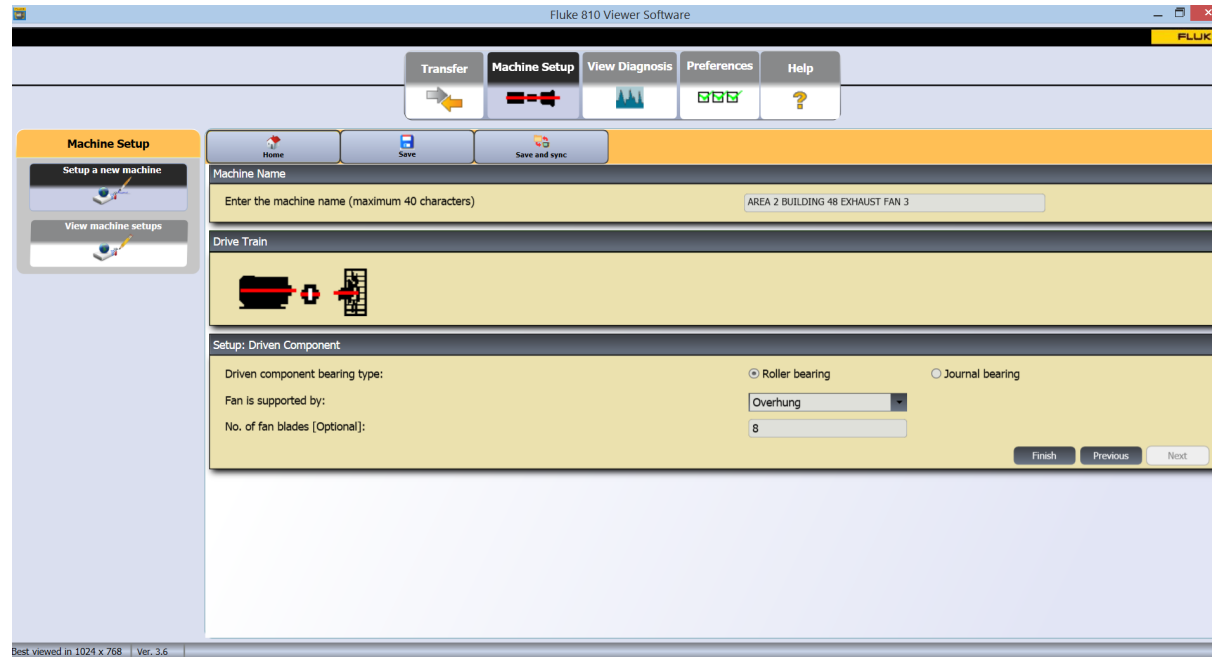 Fluke 810 Viewer Software
FLUK
Transfer
Machine Setup
View Diagnosis
Preferences
Help
Machine Setup
Setup a new machine
View machine setups
Home
Save
Save and sync
Machine Name
Enter the machine name (maximum 40 characters)
AREA 2 BUILDING 48 EXHAUST FAN 3
Drive Train
Setup: Driven Component
Driven component bearing type:
Roller bearing
Journal bearing
Fan is supported by:
Overhung
No. of fan blades [Optional]:
8
Finish
Previous
Next
Best viewed in 1024 x 768
Ver. 3.6